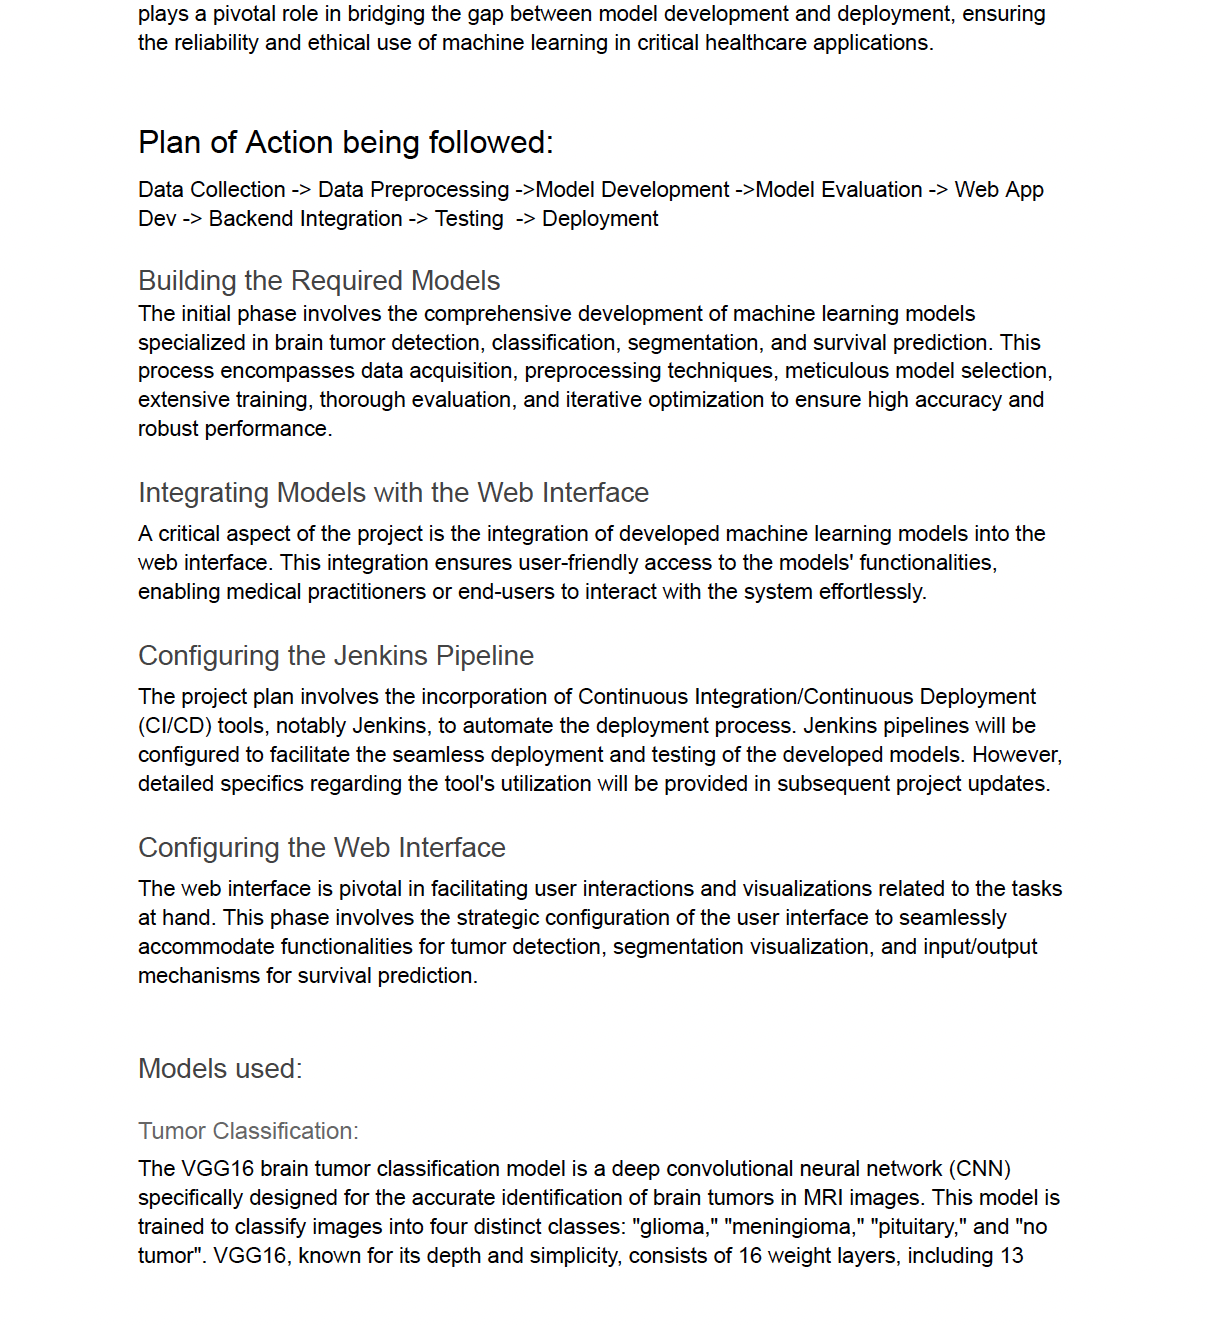 plays a pivotal role in bridging the gap between model development and deployment, ensuring
the reliability and ethical use of machine learning in critical healthcare applications.
Plan of Action being followed:
Data Collection -> Data Preprocessing ->Model Development ->Model Evaluation -> Web App
Dev -> Backend Integration -> Testing  -> Deployment
Building the Required Models
The initial phase involves the comprehensive development of machine learning models
specialized in brain tumor detection, classification, segmentation, and survival prediction. This
process encompasses data acquisition, preprocessing techniques, meticulous model selection,
extensive training, thorough evaluation, and iterative optimization to ensure high accuracy and
robust performance.
Integrating Models with the Web Interface
A critical aspect of the project is the integration of developed machine learning models into the
web interface. This integration ensures user-friendly access to the models' functionalities,
enabling medical practitioners or end-users to interact with the system effortlessly.
Configuring the Jenkins Pipeline
The project plan involves the incorporation of Continuous Integration/Continuous Deployment
(CI/CD) tools, notably Jenkins, to automate the deployment process. Jenkins pipelines will be
configured to facilitate the seamless deployment and testing of the developed models. However,
detailed specifics regarding the tool's utilization will be provided in subsequent project updates.
Configuring the Web Interface
The web interface is pivotal in facilitating user interactions and visualizations related to the tasks
at hand. This phase involves the strategic configuration of the user interface to seamlessly
accommodate functionalities for tumor detection, segmentation visualization, and input/output
mechanisms for survival prediction.
Models used:
Tumor Classification:
The VGG16 brain tumor classification model is a deep convolutional neural network (CNN)
specifically designed for the accurate identification of brain tumors in MRI images. This model is
trained to classify images into four distinct classes: "glioma," "meningioma," "pituitary," and "no
tumor". VGG16, known for its depth and simplicity, consists of 16 weight layers, including 13